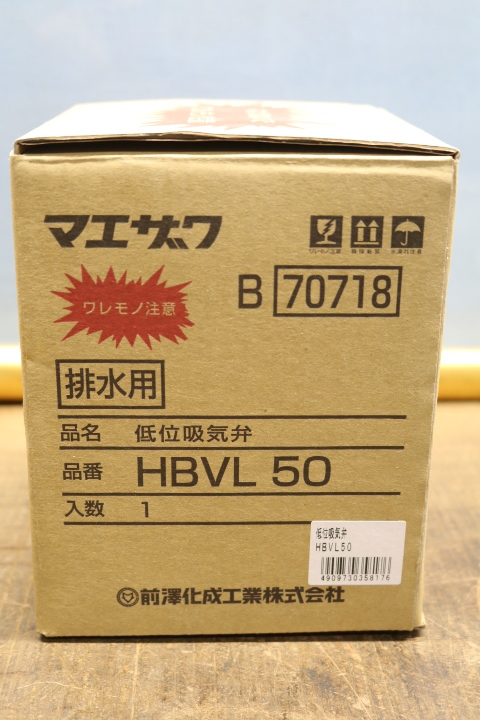 マエザワ
ワレモノ注意
B 70718
排水用
品名 低位吸気弁
品番 HBVL 50
入数 1
低位吸気弁
HBVL50
4909730358176
前澤化成工業株式会社